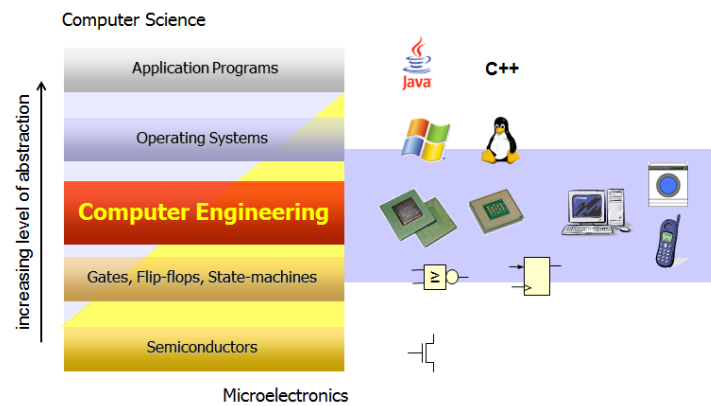 Computer Science
Application Programs
Java
C++
Operating Systems
increasing level of abstraction
Computer Engineering
Gates, Flip-flops, State-machines
≥
Semiconductors
Microelectronics